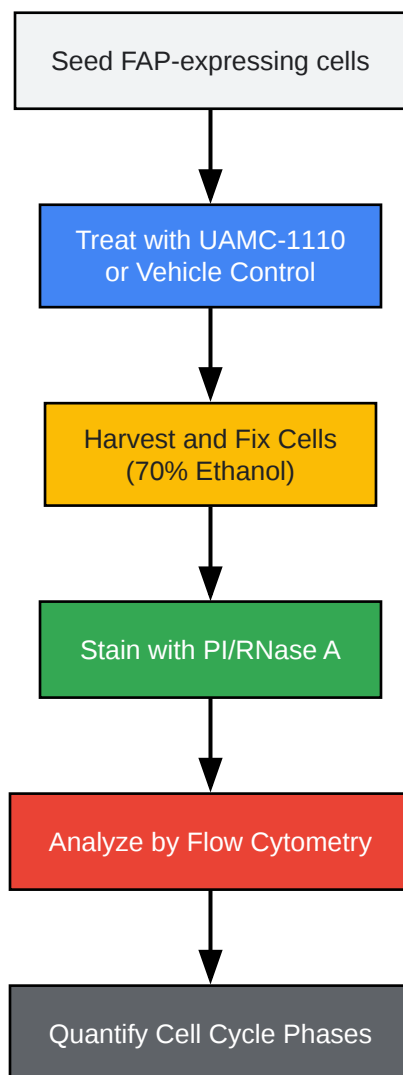 Seed FAP-expressing cells
Treat with UAMC-1110
or Vehicle Control
Harvest and Fix Cells
(70% Ethanol)
Stain with PI/RNase A
Analyze by Flow Cytometry
Quantify Cell Cycle Phases